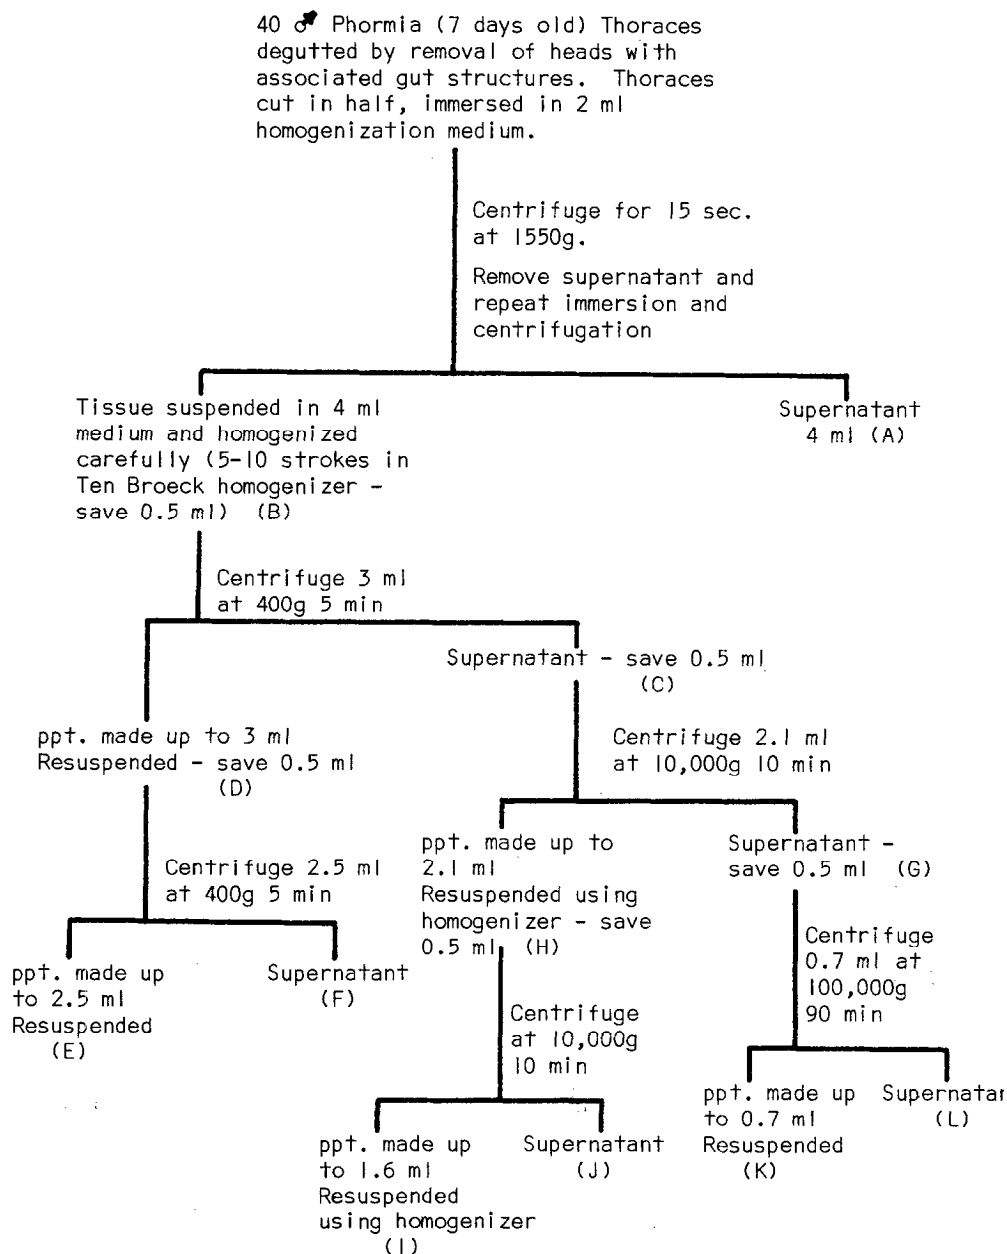 40 ♂ Phormia (7 days old) Thoraces
degutted by removal of heads with
associated gut structures. Thoraces
cut in half, immersed in 2 ml
homogenization medium.
Centrifuge for 15 sec.
at 1550g.
Remove supernatant and
repeat immersion and
centrifugation
Tissue suspended in 4 ml
medium and homogenized
carefully (5-10 strokes in
Ten Broeck homogenizer -
save 0.5 ml) (B)
Supernatant
4 ml (A)
Centrifuge 3 ml
at 400g 5 min
Supernatant - save 0.5 ml
(C)
ppt. made up to 3 ml
Resuspended - save 0.5 ml
(D)
Centrifuge 2.1 ml
at 10,000g 10 min
Centrifuge 2.5 ml
at 400g 5 min
ppt. made up to
2.1 ml
Resuspended using
homogenizer - save
0.5 ml (H)
Supernatant -
save 0.5 ml (G)
ppt. made up
to 2.5 ml
Resuspended
(E)
Supernatant
(F)
Centrifuge
at 10,000g
10 min
Centrifuge
0.7 ml at
100,000g
90 min
ppt. made up
to 1.6 ml
Resuspended
using homogenizer
(I)
Supernatant
(J)
ppt. made up
to 0.7 ml
Resuspended
(K)
Supernatar
(L)